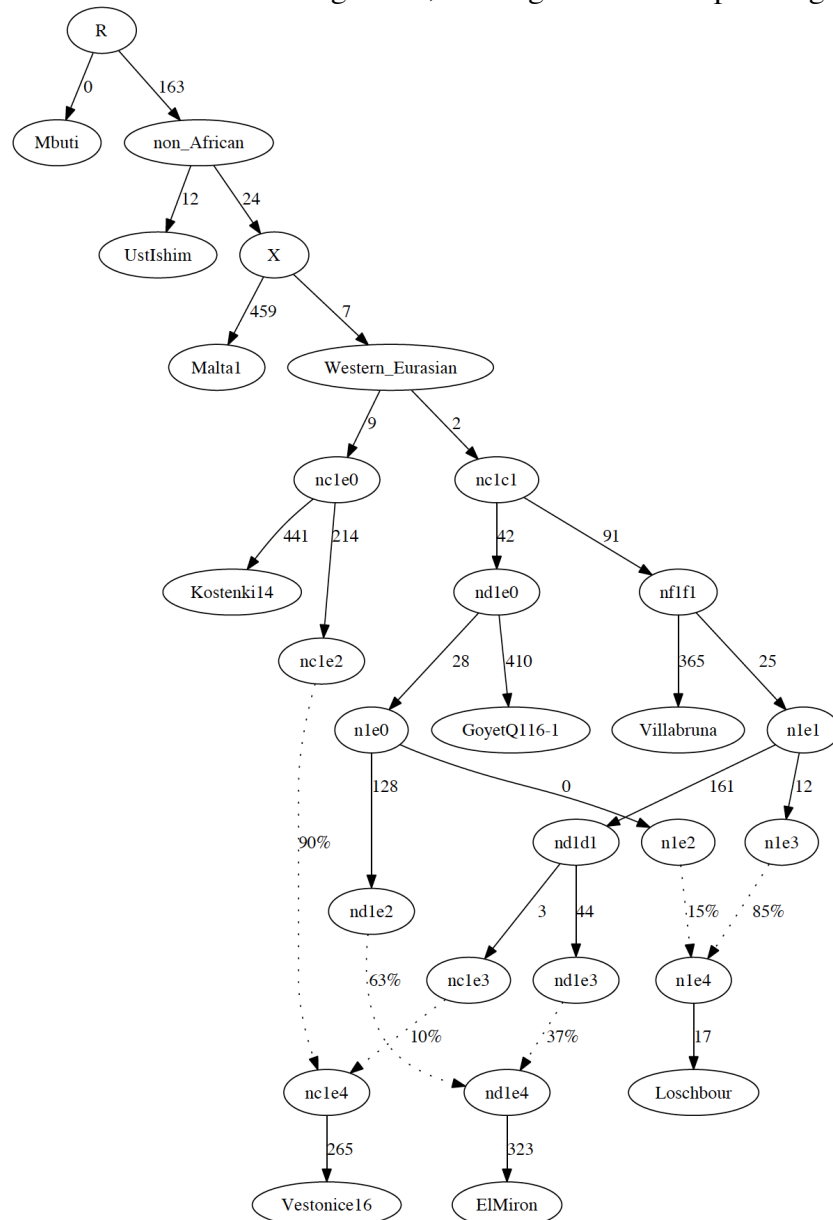 R
0 163
Mbuti non_African
12 24
UstIshim X
459 7
Malta1 Western_Eurasian
9 2
nc1e0 nc1c1
441 214 42 91
Kostenki14 nd1e0 nf1f1
nc1e2 28 410 365 25
n1e0 GoyetQ116-1 Villabruna n1e1
128 0 161 12
90% nd1d1 n1e2 n1e3
nd1e2 3 44 15% 85%
63% nc1e3 nd1e3 n1e4
10% 37% 17
nc1e4 nd1e4 Loschbour
265 323
Vestonice16 ElMiron